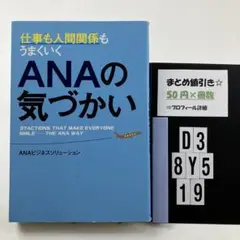 仕事も人間関係も
うまくいく
ANAの
気づかい
37ACTIONS THAT MAKE EVERYONE
SMILE----THE ANA WAY
ANAビジネスソリューション
まとめ値引き☆
50円×冊数
⇒プロフィール詳細
D3
8Y5
19